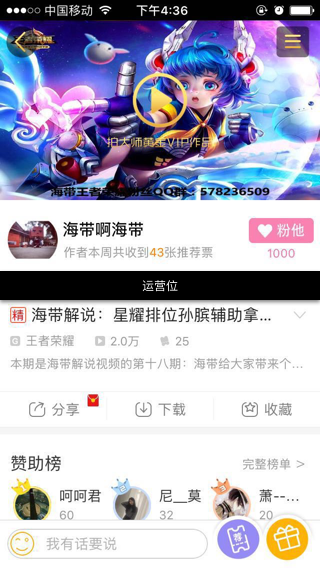 中国移动
下午4:36
拍大师黄金VIP作品
海带王者荣耀粉丝QQ群:578236509
海带啊海带
粉他
作者本周共收到43张推荐票
1000
运营位
精 海带解说：星耀排位孙膑辅助拿...
王者荣耀 2.0万 25
本期是海带解说视频的第十八期：海带给大家带来个...
分享 下载 收藏
赞助榜 完整榜单 >
呵呵君 尼__莫 萧--...
60 28 24
我有话要说
荐